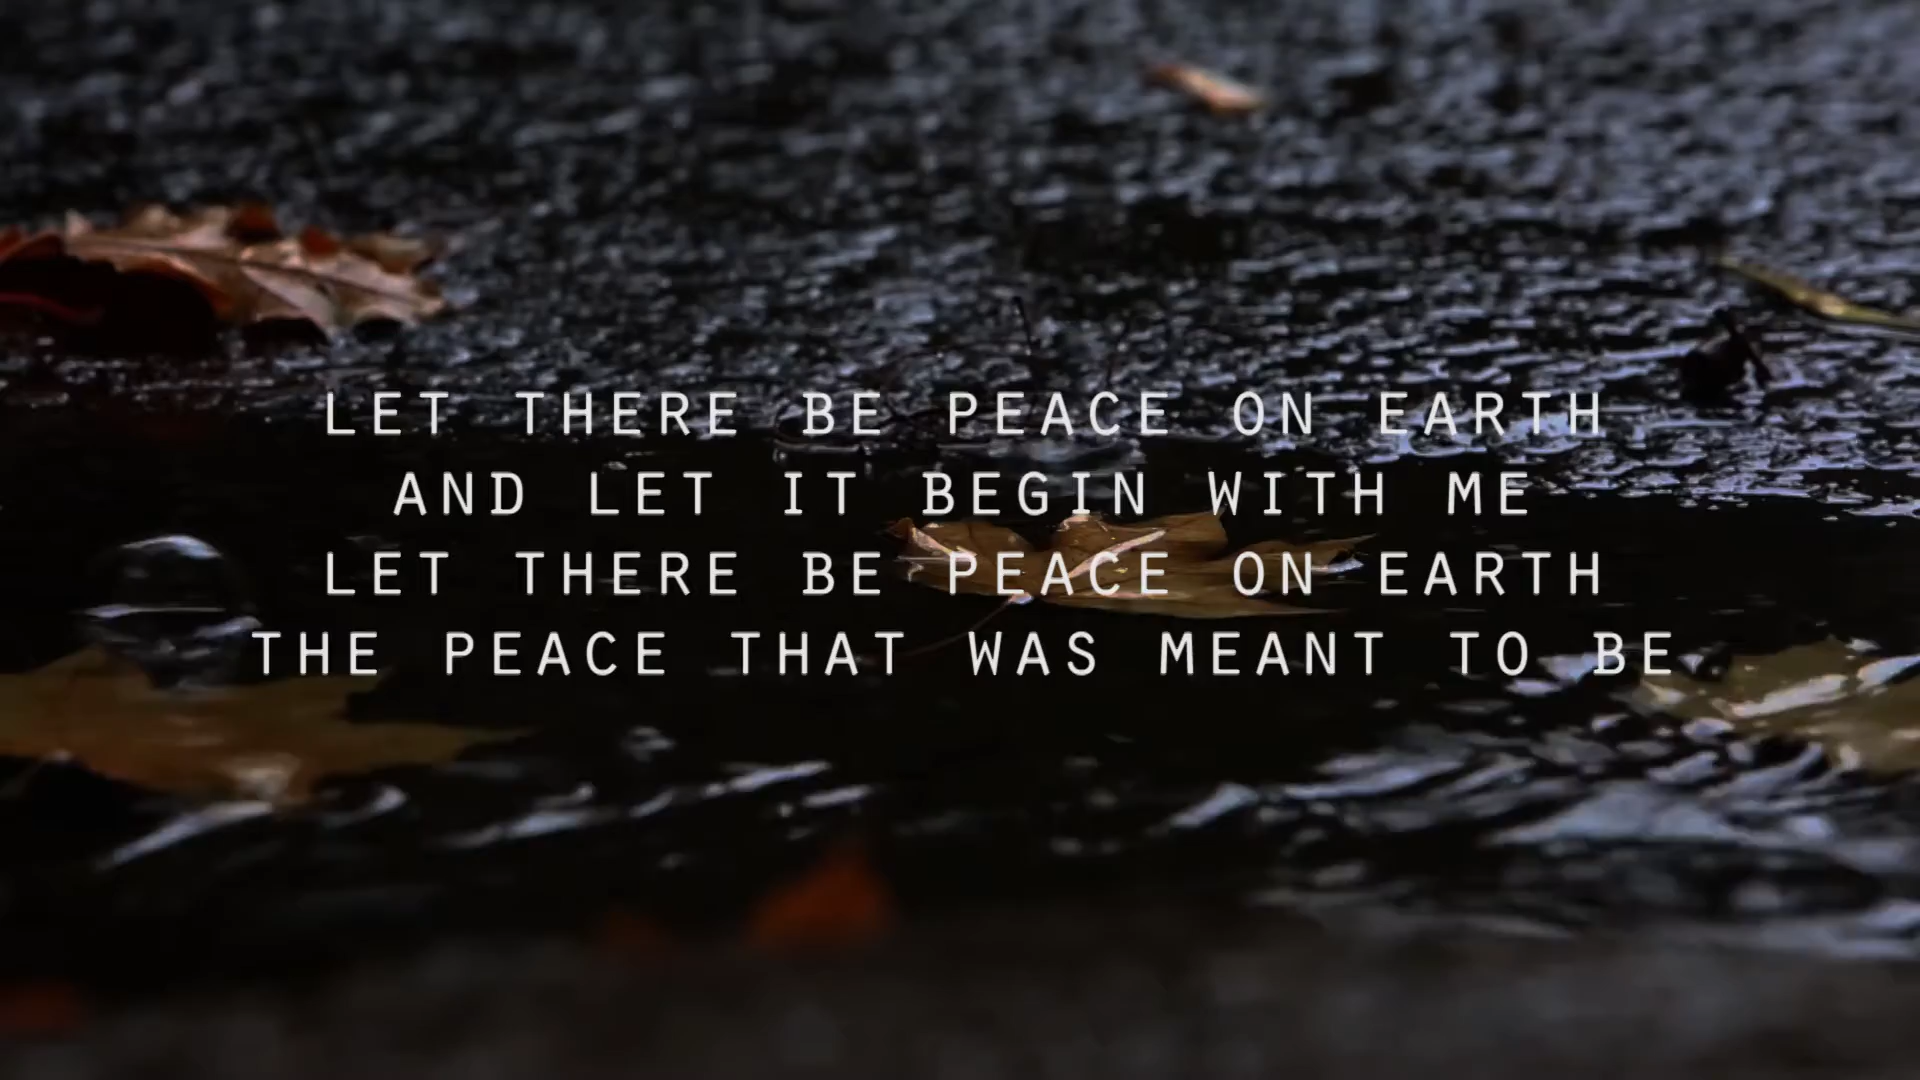 LET THERE BE PEACE ON EARTH
AND LET IT BEGIN WITH ME
LET THERE BE PEACE ON EARTH
THE PEACE THAT WAS MEANT TO BE